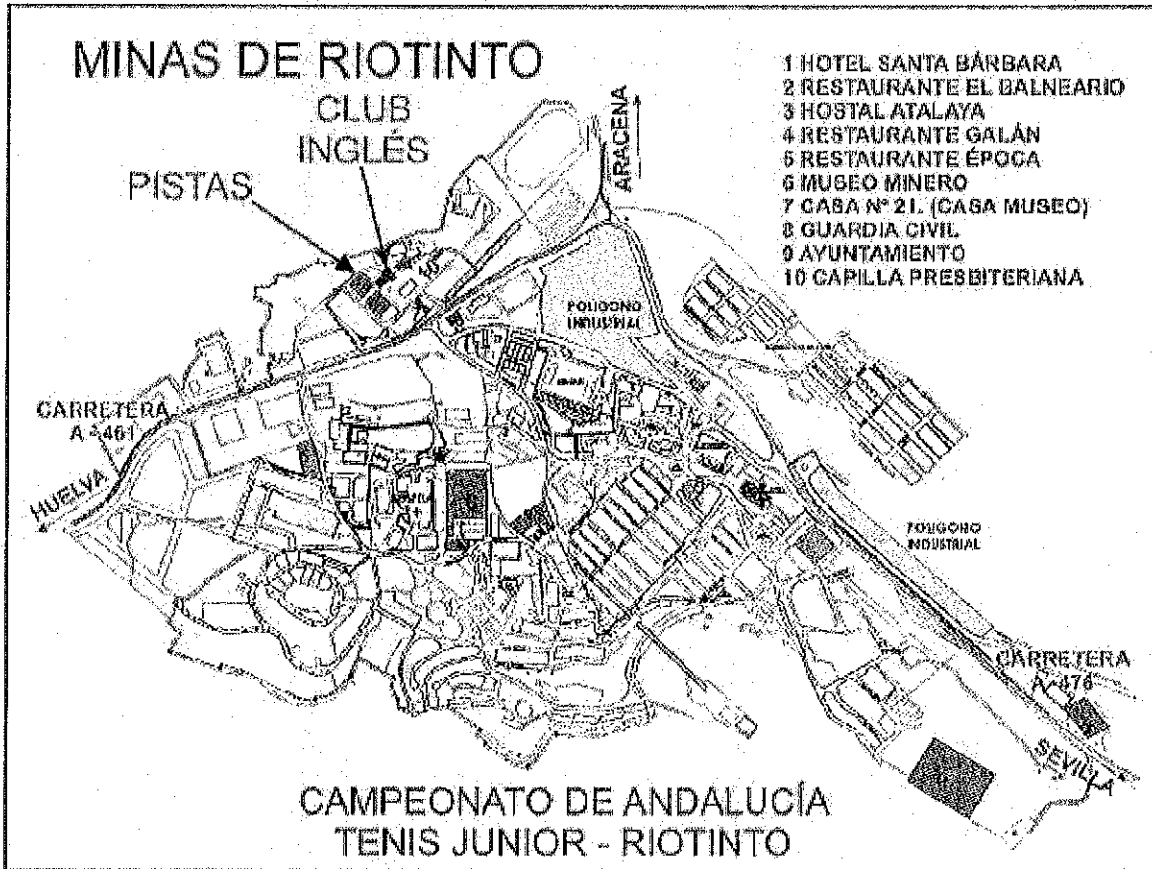 MINAS DE RIOTINTO
CLUB
INGLÉS
PISTAS
ARACENA
1 HOTEL SANTA BÁRBARA
2 RESTAURANTE EL BALNEARIO
3 HOSTAL ATALAYA
4 RESTAURANTE GALÁN
5 RESTAURANTE ÉPOCA
6 MUSEO MINERO
7 CASA Nº 21. (CASA MUSEO)
8 GUARDIA CIVIL
9 AYUNTAMIENTO
10 CAPILLA PRESBITERIANA
10
POLIGONO
INDUSTRIAL
CARRETERA
A - 461
HUELVA
POLIGONO
INDUSTRIAL
CARRETERA
A - 476
SEVILLA
CAMPEONATO DE ANDALUCÍA
TENIS JUNIOR - RIOTINTO